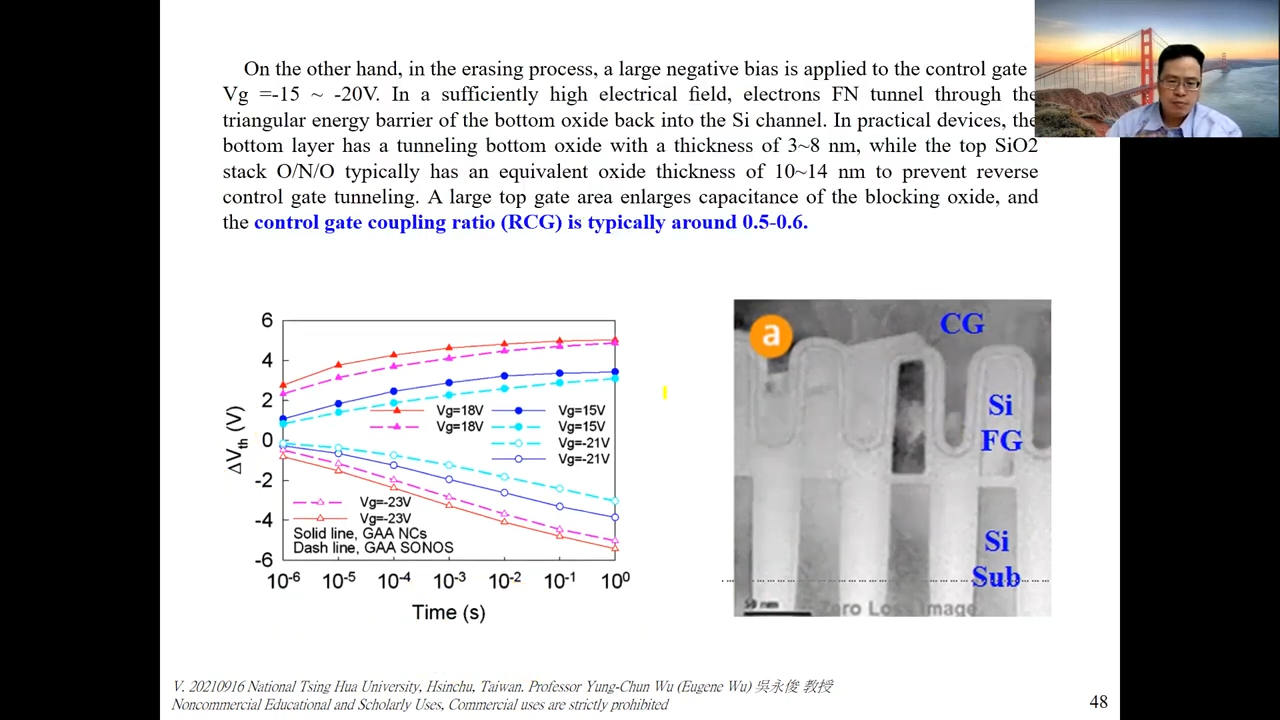 On the other hand, in the erasing process, a large negative bias is applied to the control gate
Vg =-15 ~ -20V. In a sufficiently high electrical field, electrons FN tunnel through the
triangular energy barrier of the bottom oxide back into the Si channel. In practical devices, the
bottom layer has a tunneling bottom oxide with a thickness of 3~8 nm, while the top SiO2
stack O/N/O typically has an equivalent oxide thickness of 10~14 nm to prevent reverse
control gate tunneling. A large top gate area enlarges capacitance of the blocking oxide, and
the control gate coupling ratio (RCG) is typically around 0.5-0.6.
6
4
2
0
-2
-4
-6
ΔVth (V)
Vg=18V
Vg=18V
Vg=15V
Vg=15V
Vg=-21V
Vg=-21V
Vg=-23V
Vg=-23V
Solid line, GAA NCs
Dash line, GAA SONOS
10-6 10-5 10-4 10-3 10-2 10-1 100
Time (s)
a
CG
Si
FG
Si
Sub
50 nm
Zero Loss Image
V. 20210916 National Tsing Hua University, Hsinchu, Taiwan. Professor Yung-Chun Wu (Eugene Wu) 吳永俊 教授
Noncommercial Educational and Scholarly Uses, Commercial uses are strictly prohibited
48